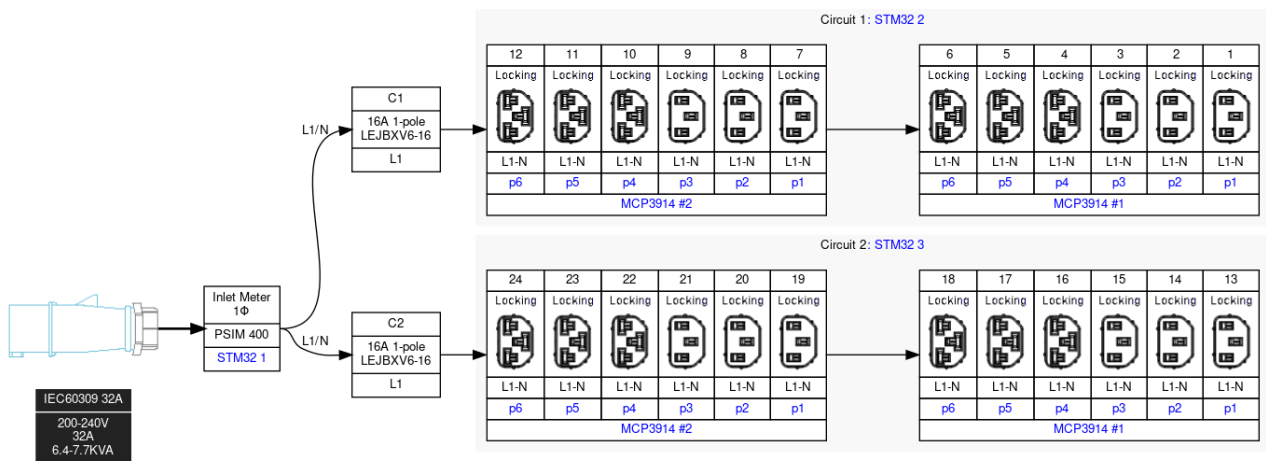 Circuit 1: STM32 2
12 11 10 9 8 7 6 5 4 3 2 1
Locking Locking Locking Locking Locking Locking Locking Locking Locking Locking Locking Locking
C1
16A 1-pole
LEJBXV6-16
L1
L1/N
L1-N L1-N L1-N L1-N L1-N L1-N L1-N L1-N L1-N L1-N L1-N L1-N
p6 p5 p4 p3 p2 p1 p6 p5 p4 p3 p2 p1
MCP3914 #2 MCP3914 #1
Circuit 2: STM32 3
24 23 22 21 20 19 18 17 16 15 14 13
Locking Locking Locking Locking Locking Locking Locking Locking Locking Locking Locking Locking
Inlet Meter
1Φ
PSIM 400
STM32 1
L1/N
C2
16A 1-pole
LEJBXV6-16
L1
L1-N L1-N L1-N L1-N L1-N L1-N L1-N L1-N L1-N L1-N L1-N L1-N
p6 p5 p4 p3 p2 p1 p6 p5 p4 p3 p2 p1
MCP3914 #2 MCP3914 #1
IEC60309 32A
200-240V
32A
6.4-7.7KVA